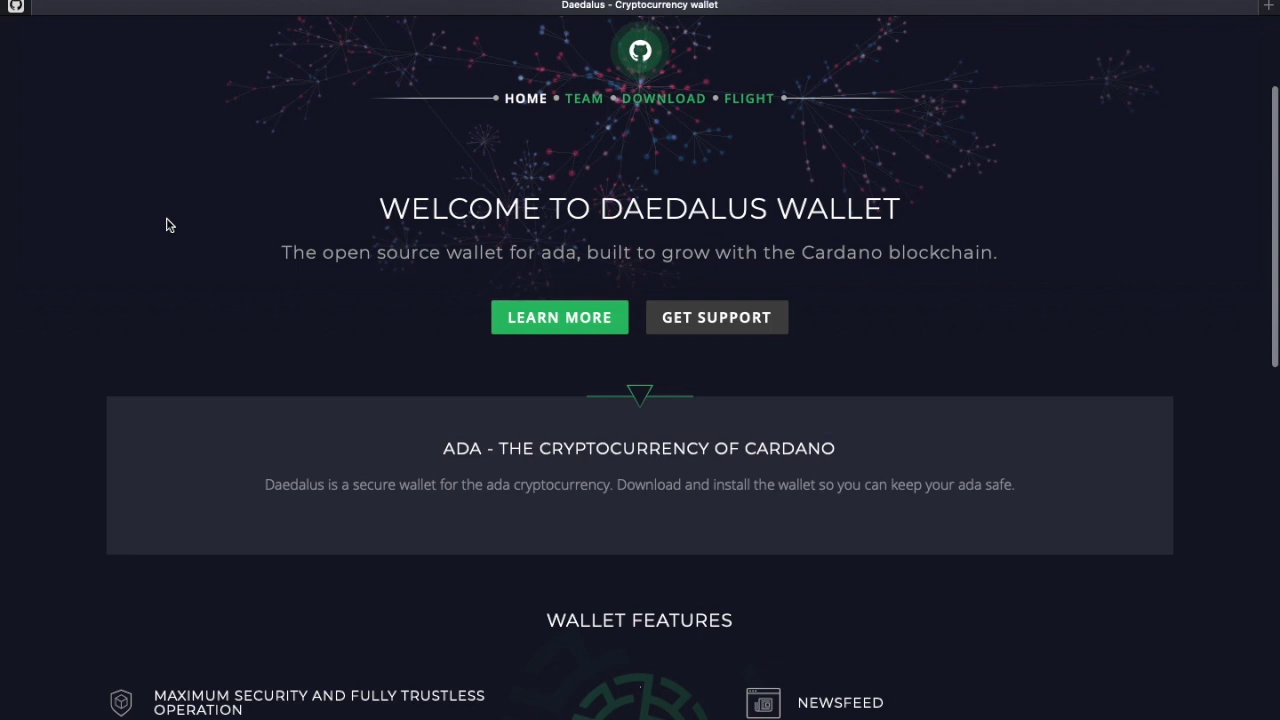 Daedalus - Cryptocurrency wallet
HOME TEAM DOWNLOAD FLIGHT
WELCOME TO DAEDALUS WALLET
The open source wallet for ada, built to grow with the Cardano blockchain.
LEARN MORE GET SUPPORT
ADA - THE CRYPTOCURRENCY OF CARDANO
Daedalus is a secure wallet for the ada cryptocurrency. Download and install the wallet so you can keep your ada safe.
WALLET FEATURES
MAXIMUM SECURITY AND FULLY TRUSTLESS
OPERATION
NEWSFEED